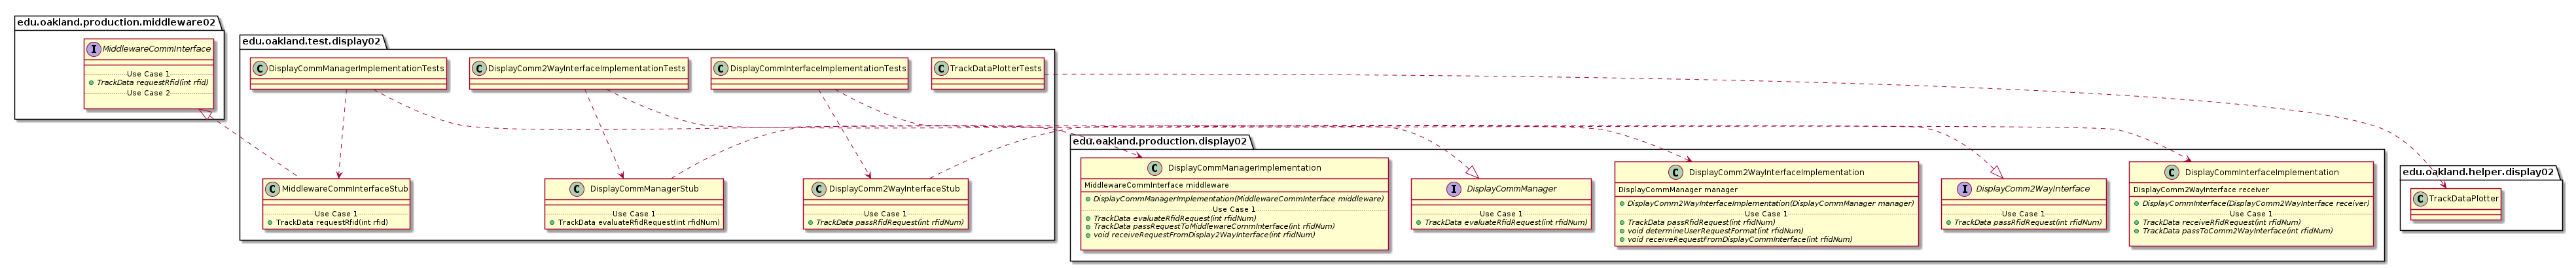 edu.oakland.production.middleware02
I MiddlewareCommInterface
Use Case 1
TrackData requestRfid(int rfid)
Use Case 2
edu.oakland.test.display02
C DisplayCommManagerImplementationTests
C DisplayComm2WayInterfaceImplementationTests
C DisplayCommInterfaceImplementationTests
C TrackDataPlotterTests
C MiddlewareCommInterfaceStub
Use Case 1
TrackData requestRfid(int rfid)
C DisplayCommManagerStub
Use Case 1
TrackData evaluateRfidRequest(int rfidNum)
C DisplayComm2WayInterfaceStub
Use Case 1
TrackData passRfidRequest(int rfidNum)
edu.oakland.production.display02
C DisplayCommManagerImplementation
MiddlewareCommInterface middleware
DisplayCommManagerImplementation(MiddlewareCommInterface middleware)
Use Case 1
TrackData evaluateRfidRequest(int rfidNum)
TrackData passRequestToMiddlewareCommInterface(int rfidNum)
void receiveRequestFromDisplay2WayInterface(int rfidNum)
I DisplayCommManager
Use Case 1
TrackData evaluateRfidRequest(int rfidNum)
C DisplayComm2WayInterfaceImplementation
DisplayCommManager manager
DisplayComm2WayInterfaceImplementation(DisplayCommManager manager)
Use Case 1
TrackData passRfidRequest(int rfidNum)
void determineUserRequestFormat(int rfidNum)
void receiveRequestFromDisplayCommInterface(int rfidNum)
I DisplayComm2WayInterface
Use Case 1
TrackData passRfidRequest(int rfidNum)
C DisplayCommInterfaceImplementation
DisplayComm2WayInterface receiver
DisplayCommInterface(DisplayComm2WayInterface receiver)
Use Case 1
TrackData receiveRfidRequest(int rfidNum)
TrackData passToComm2WayInterface(int rfidNum)
edu.oakland.helper.display02
C TrackDataPlotter